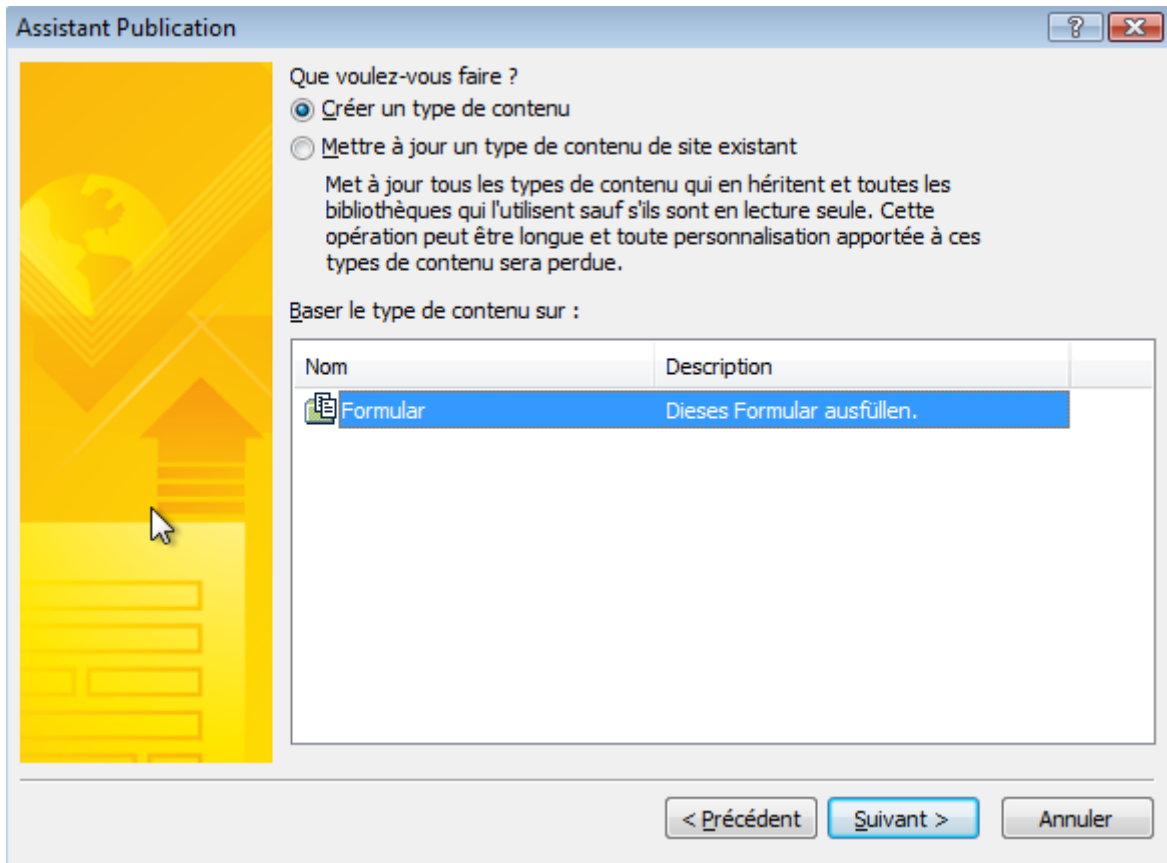 Assistant Publication
Que voulez-vous faire ?
Créer un type de contenu
Mettre à jour un type de contenu de site existant
Met à jour tous les types de contenu qui en héritent et toutes les
bibliothèques qui l'utilisent sauf s'ils sont en lecture seule. Cette
opération peut être longue et toute personnalisation apportée à ces
types de contenu sera perdue.
Baser le type de contenu sur :
Nom Description
Formular Dieses Formular ausfüllen.
< Précédent Suivant > Annuler